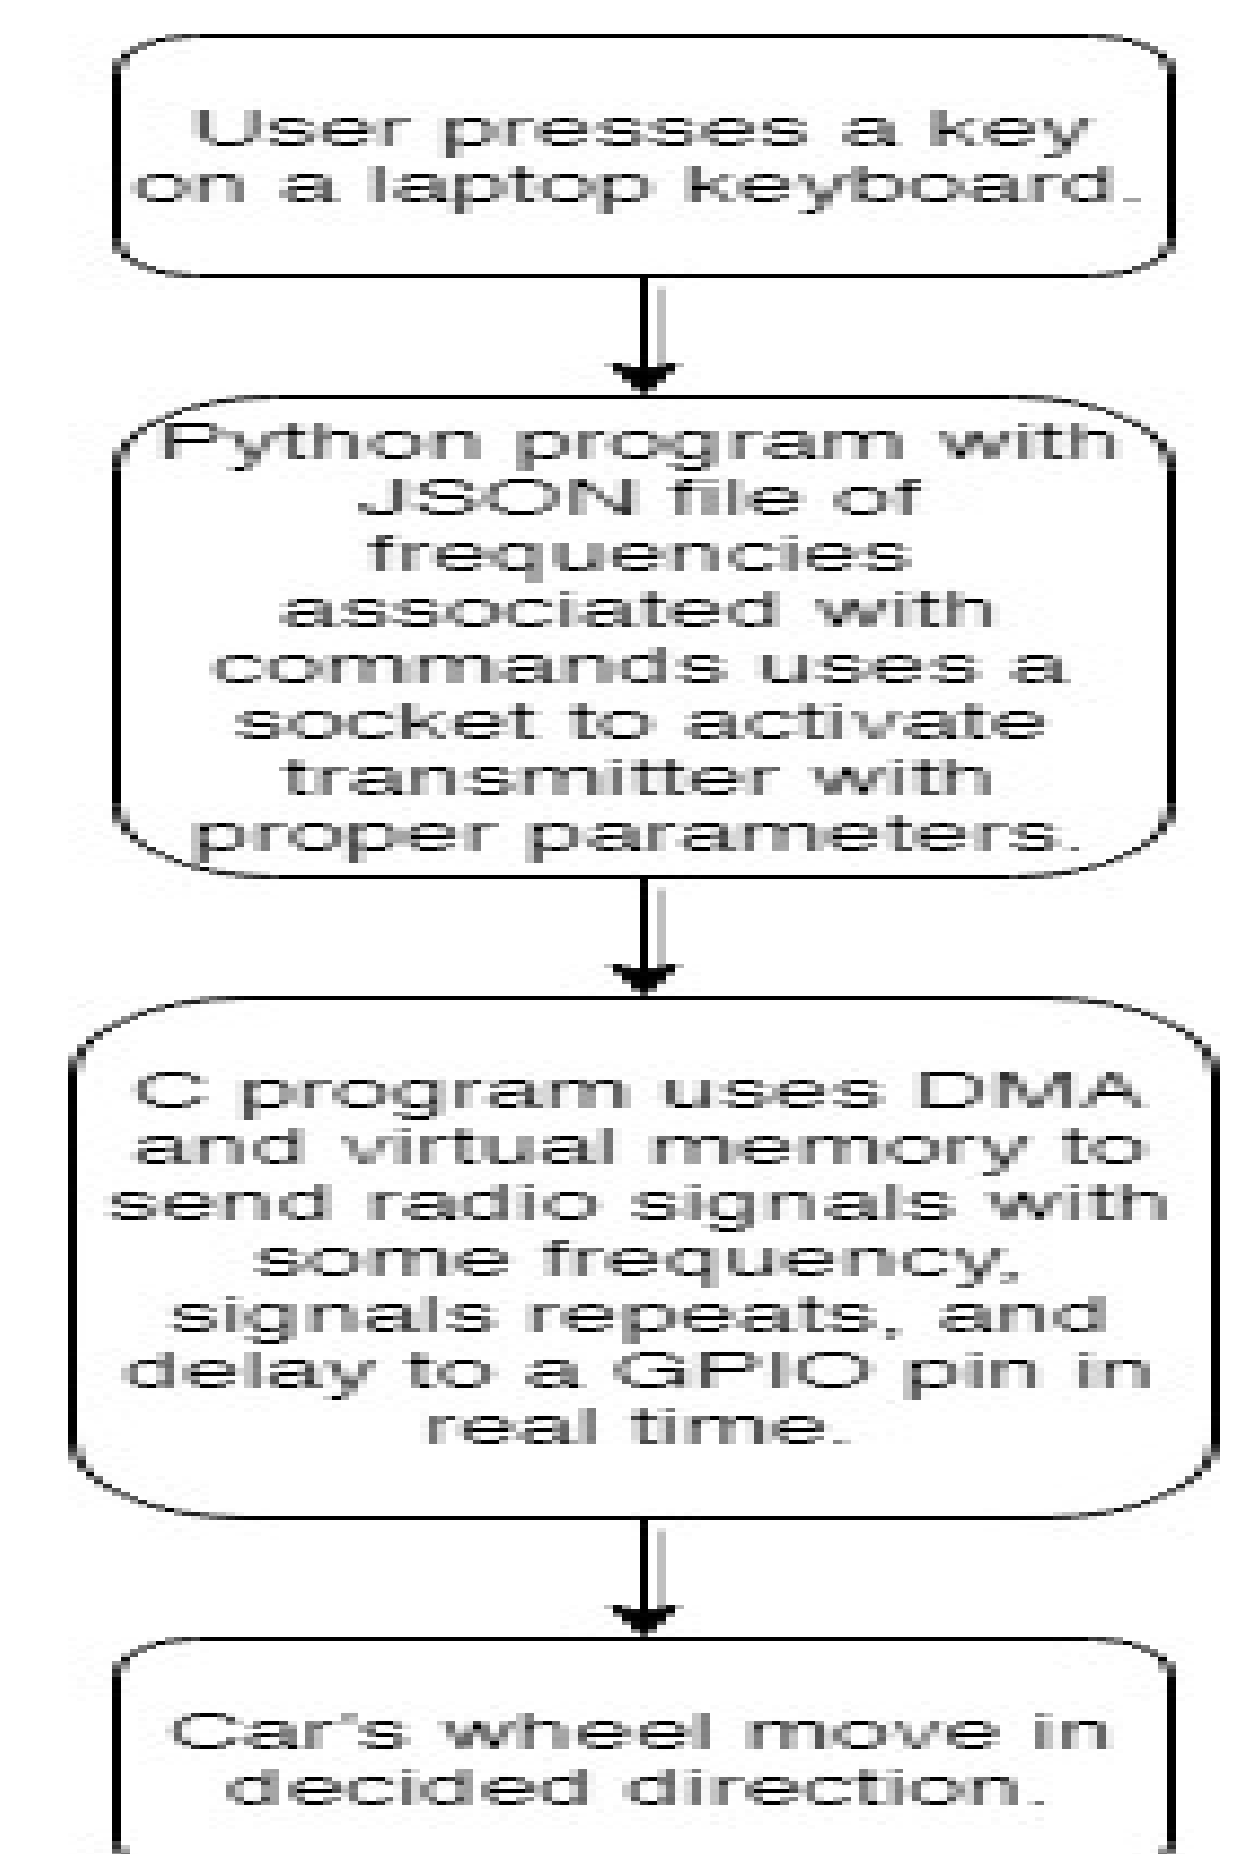 User presses a key
on a laptop keyboard.
Python program with
JSON file of
frequencies
associated with
commands uses a
socket to activate
transmitter with
proper parameters.
C program uses DMA
and virtual memory to
send radio signals with
some frequency,
signals repeats, and
delay to a GPIO pin in
real time.
Car's wheel move in
decided direction.